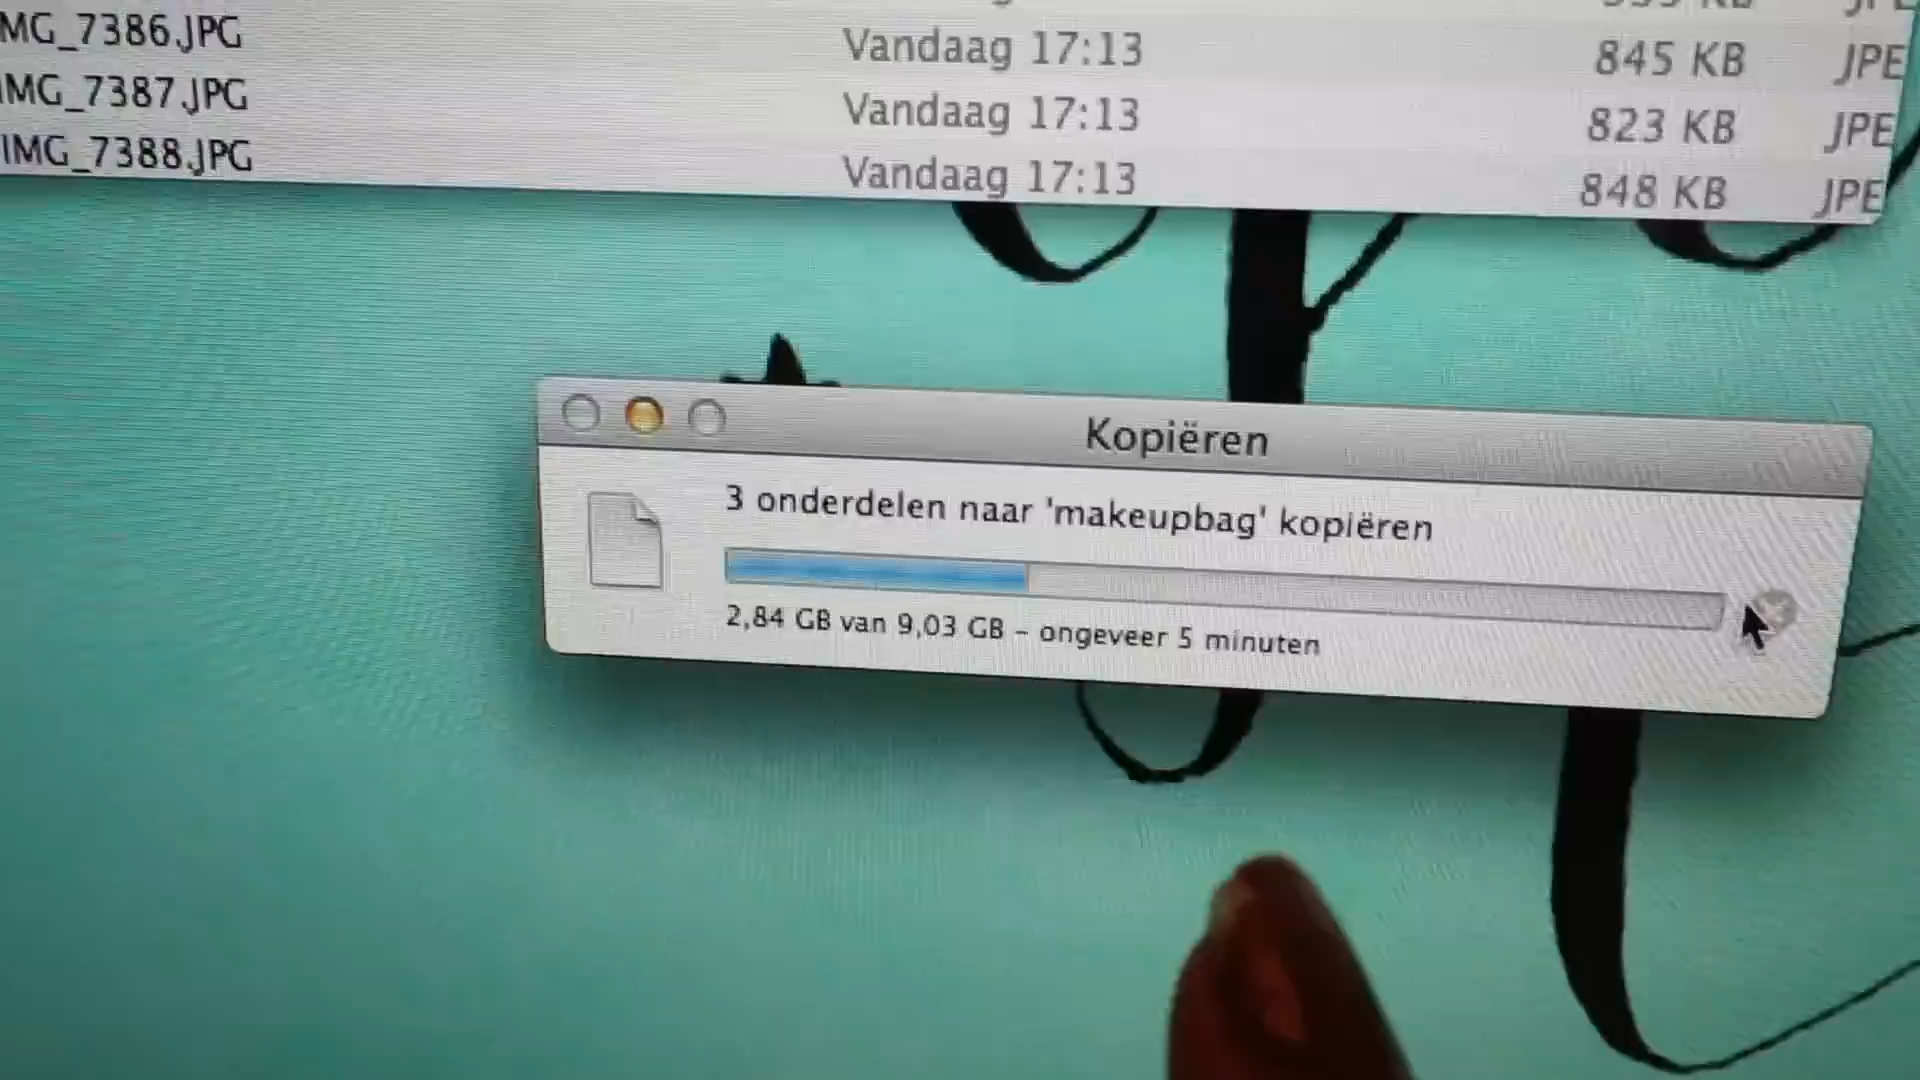 MG_7386.JPG Vandaag 17:13 845 KB JPE
IMG_7387.JPG Vandaag 17:13 823 KB JPE
IMG_7388.JPG Vandaag 17:13 848 KB JPE
Kopiëren
3 onderdelen naar 'makeupbag' kopiëren
2,84 GB van 9,03 GB – ongeveer 5 minuten